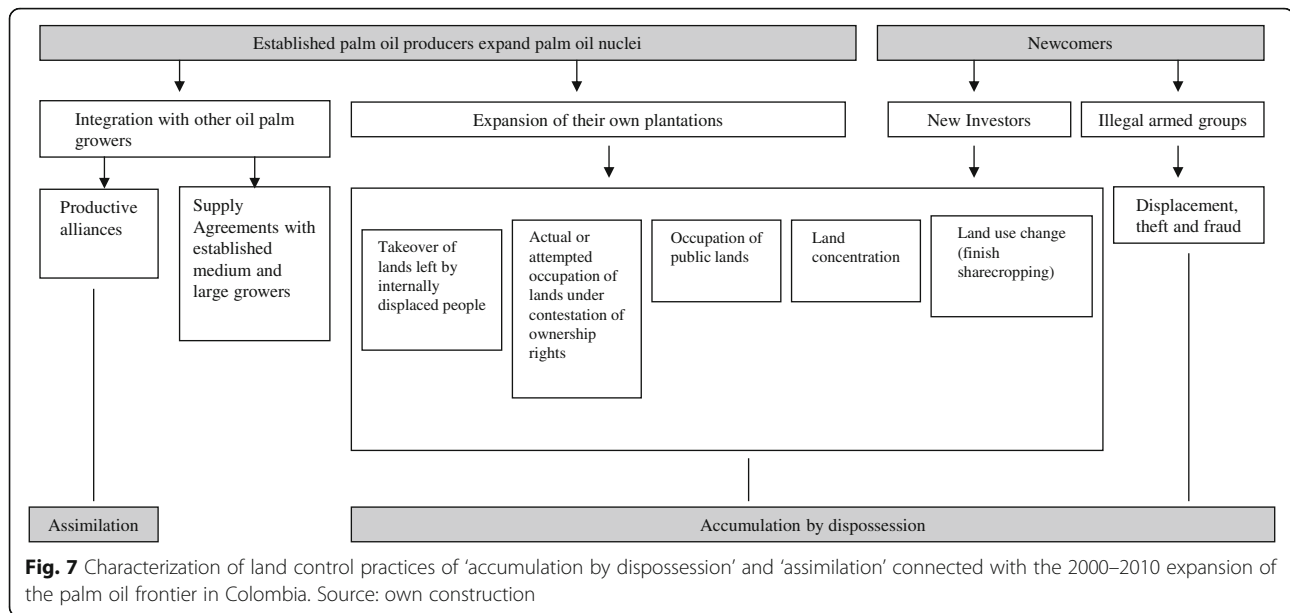 Established palm oil producers expand palm oil nuclei
Newcomers
Integration with other oil palm
growers
Expansion of their own plantations
New Investors
Illegal armed groups
Productive
alliances
Supply
Agreements with
established
medium and
large growers
Takeover of
lands left by
internally
displaced people
Actual or
attempted
occupation of
lands under
contestation of
ownership
rights
Occupation of
public lands
Land
concentration
Land use change
(finish
sharecropping)
Displacement,
theft and fraud
Assimilation
Accumulation by dispossession
Fig. 7 Characterization of land control practices of ‘accumulation by dispossession’ and ‘assimilation’ connected with the 2000–2010 expansion of
the palm oil frontier in Colombia. Source: own construction